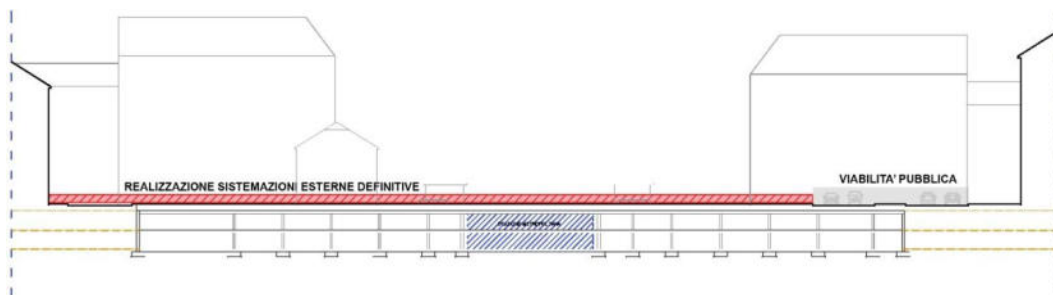 VIABILITA' PUBBLICA
REALIZZAZIONE SISTEMAZIONI ESTERNE DEFINITIVE